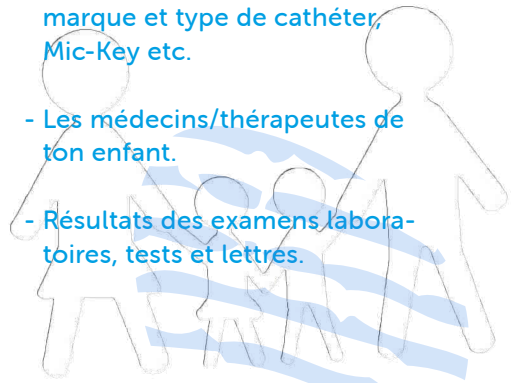 marque et type de cathéter,
Mic-Key etc.
- Les médecins/thérapeutes de
ton enfant.
- Résultats des examens labora-
toires, tests et lettres.